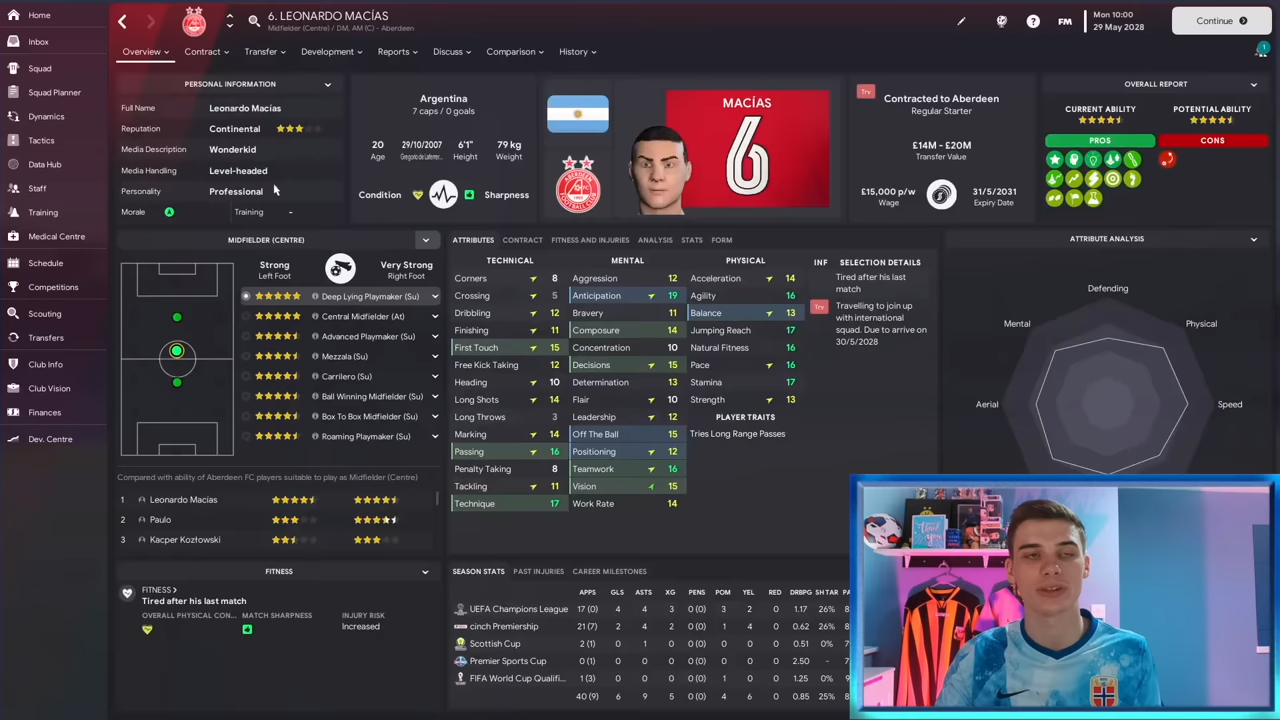 Home
Inbox
Squad
Squad Planner
Dynamics
Tactics
Data Hub
Staff
Training
Medical Centre
Schedule
Competitions
Scouting
Transfers
Club Info
Club Vision
Finances
Dev. Centre
6. LEONARDO MACÍAS
Midfielder (Centre) / DM, AM (C) - Aberdeen
FM
Mon 10:00
29 May 2028
Continue
1
Overview
Contract
Transfer
Development
Reports
Discuss
Comparison
History
PERSONAL INFORMATION
Full Name Leonardo Macías
Reputation Continental
Media Description Wonderkid
Media Handling Level-headed
Personality Professional
Morale A Training -
Argentina
7 caps / 0 goals
20 29/10/2007 6'1" 79 kg
Age Height Weight
Condition Sharpness
MACÍAS
6
Trv
Contracted to Aberdeen
Regular Starter
£14M - £20M
Transfer Value
£15,000 p/w 31/5/2031
Wage Expiry Date
OVERALL REPORT
CURRENT ABILITY POTENTIAL ABILITY
PROS CONS
MIDFIELDER (CENTRE)
Strong Very Strong
Left Foot Right Foot
Deep Lying Playmaker (Su)
Central Midfielder (At)
Advanced Playmaker (Su)
Mezzala (Su)
Carrilero (Su)
Ball Winning Midfielder (Su)
Box To Box Midfielder (Su)
Roaming Playmaker (Su)
Compared with ability of Aberdeen FC players suitable to play as Midfielder (Centre)
1 Leonardo Macías
2 Paulo
3 Kacper Kozłowski
FITNESS
FITNESS
Tired after his last match
OVERALL PHYSICAL CON... MATCH SHARPNESS INJURY RISK
Increased
ATTRIBUTES CONTRACT FITNESS AND INJURIES ANALYSIS STATS FORM
TECHNICAL
Corners 8
Crossing 5
Dribbling 12
Finishing 11
First Touch 15
Free Kick Taking 12
Heading 10
Long Shots 14
Long Throws 3
Marking 14
Passing 16
Penalty Taking 8
Tackling 11
Technique 17
MENTAL
Aggression 12
Anticipation 19
Bravery 11
Composure 14
Concentration 10
Decisions 15
Determination 13
Flair 10
Leadership 12
Off The Ball 15
Positioning 12
Teamwork 16
Vision 15
Work Rate 14
PHYSICAL
Acceleration 14
Agility 16
Balance 13
Jumping Reach 17
Natural Fitness 16
Pace 16
Stamina 17
Strength 13
PLAYER TRAITS
Tries Long Range Passes
INF SELECTION DETAILS
Tired after his last
match
Trv
Travelling to join up
with international
squad. Due to arrive on
30/5/2028
ATTRIBUTE ANALYSIS
Defending
Mental Physical
Aerial Speed
SEASON STATS PAST INJURIES CAREER MILESTONES
APPS GLS ASTS XG PENS POM YEL RED DRBPG SH TAR
UEFA Champions League 17 (0) 4 4 3 0 (0) 3 2 0 1.17 26%
cinch Premiership 21 (7) 2 4 2 0 (0) 1 4 0 0.62 26%
Scottish Cup 2 (1) 0 1 0 0 (0) 0 0 0 0.51 0%
Premier Sports Cup 0 (1) 0 0 0 0 (0) 0 0 0 2.50 -
FIFA World Cup Qualifi... 1 (3) 0 0 0 0 (0) 0 0 0 1.25 0%
40 (9) 6 9 5 0 (0) 4 6 0 0.85 25%